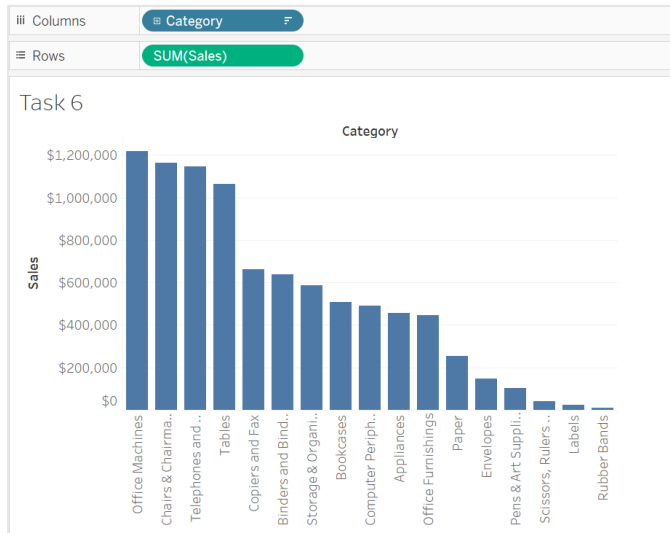 Columns
Category
Rows
SUM(Sales)
Task 6
Category
$1,200,000
$1,000,000
$800,000
$600,000
$400,000
$200,000
$0
Sales
Office Machines
Chairs & Chairma..
Telephones and ..
Tables
Copiers and Fax
Binders and Bind..
Storage & Organi..
Bookcases
Computer Periph..
Appliances
Office Furnishings
Paper
Envelopes
Pens & Art Suppli..
Scissors, Rulers ..
Labels
Rubber Bands